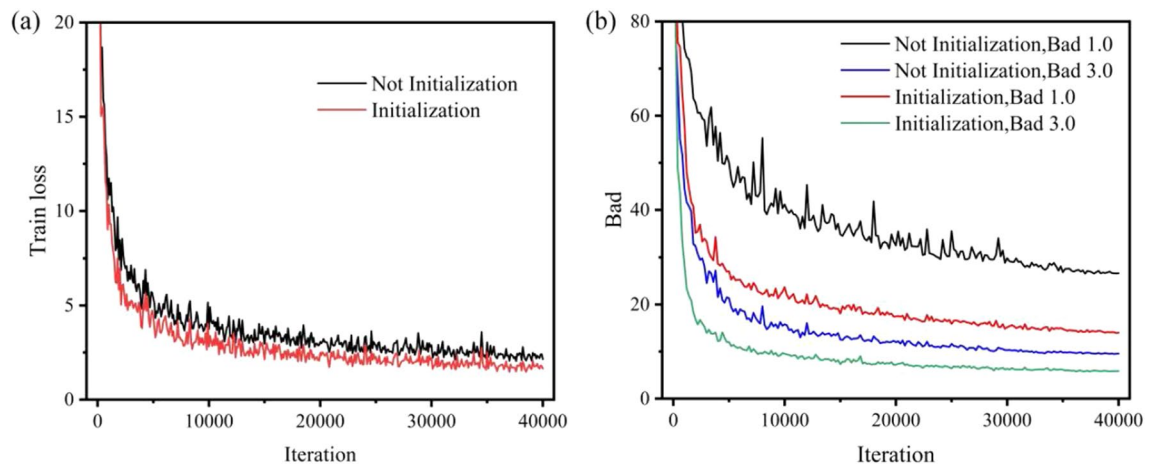 (a)
20
15
10
5
0
Train loss
Not Initialization
Initialization
0 10000 20000 30000 40000
Iteration
(b)
80
60
40
20
0
Bad
Not Initialization,Bad 1.0
Not Initialization,Bad 3.0
Initialization,Bad 1.0
Initialization,Bad 3.0
0 10000 20000 30000 40000
Iteration